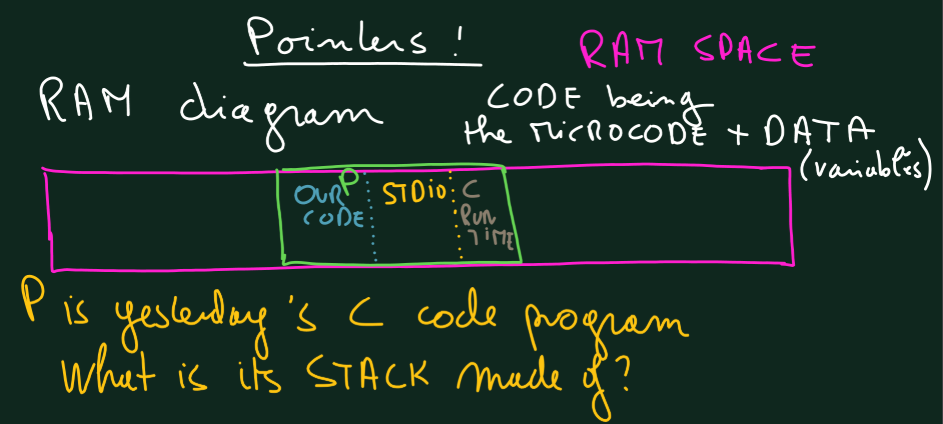 Pointers!
RAM SPACE
RAM diagram
CODE being
the MICROCODE + DATA
(variables)
P
OUR
CODE
STDIO
C
RUN
TIME
P is yesterday's C code program
What is its STACK made of?